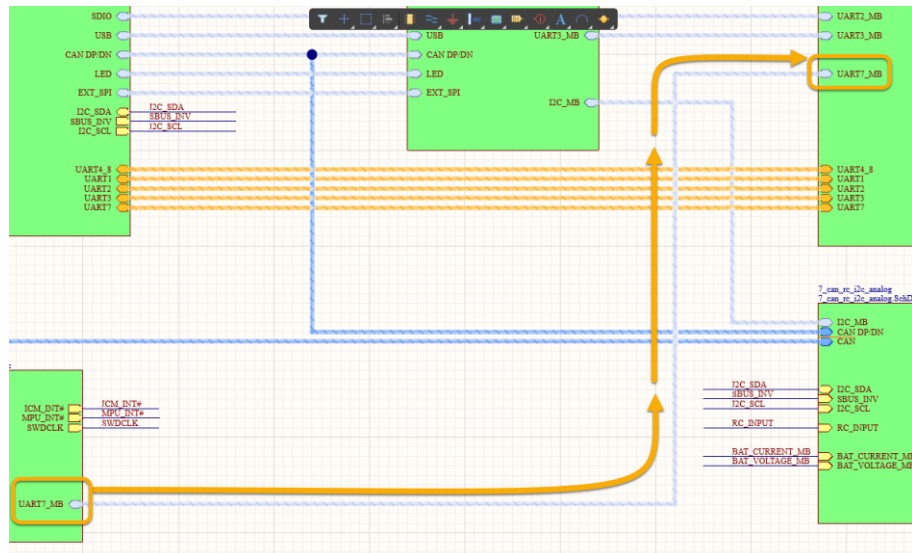 SDIO
USB
CAN DP/DN
LED
EXT_SPI
I2C_SDA
SBUS_INV
I2C_SCL
I2C_SDA
SBUS_INV
I2C_SCL
UART4_8
UART1
UART2
UART3
UART7
USB
CAN DP/DN
LED
EXT_SPI
UART3_MB
I2C_MB
A
UART2_MB
UART3_MB
UART7_MB
UART4_8
UART1
UART2
UART3
UART7
7_can_rc_i2c_analog
7_can_rc_i2c_analog.SchD
I2C_MB
CAN DP/DN
CAN
I2C_SDA
SBUS_INV
I2C_SCL
RC_INPUT
BAT_CURRENT_MB
BAT_VOLTAGE_MB
I2C_SDA
SBUS_INV
I2C_SCL
RC_INPUT
BAT_CURRENT_MB
BAT_VOLTAGE_MB
ICM_INT#
MPU_INT#
SWDCLK
ICM_INT#
MPU_INT#
SWDCLK
UART7_MB